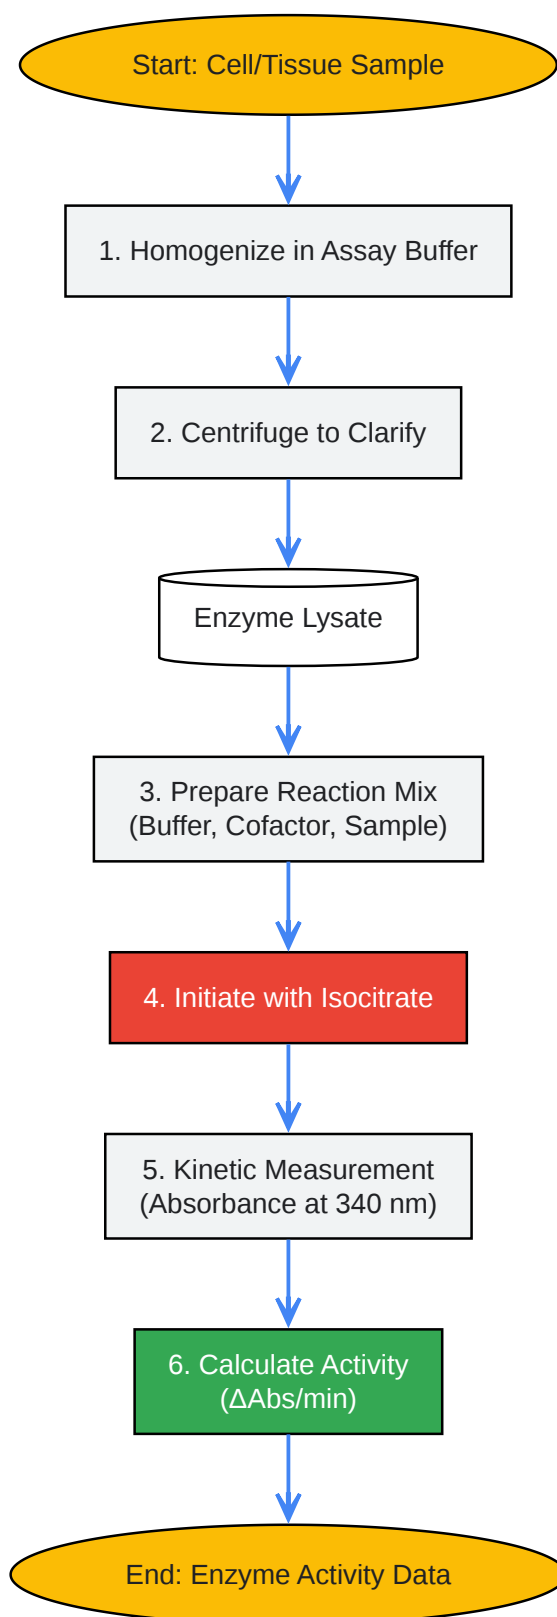 Start: Cell/Tissue Sample
1. Homogenize in Assay Buffer
2. Centrifuge to Clarify
Enzyme Lysate
3. Prepare Reaction Mix
(Buffer, Cofactor, Sample)
4. Initiate with Isocitrate
5. Kinetic Measurement
(Absorbance at 340 nm)
6. Calculate Activity
(ΔAbs/min)
End: Enzyme Activity Data